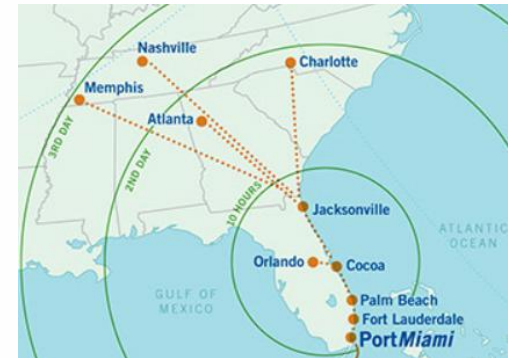 Nashville
Charlotte
Memphis
Atlanta
3RD DAY
2ND DAY
10 HOURS
Jacksonville
ATLANTIC
OCEAN
Orlando
Cocoa
GULF OF
MEXICO
Palm Beach
Fort Lauderdale
PortMiami